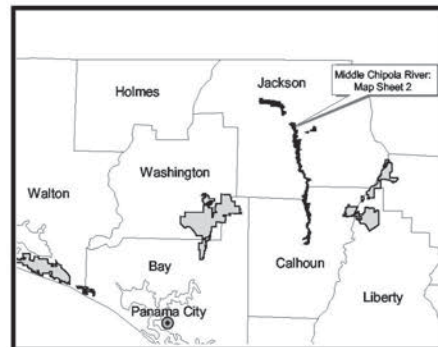 Middle Chipola River:
Map Sheet 2
Jackson
Holmes
Washington
Walton
Bay
Calhoun
Liberty
Panama City